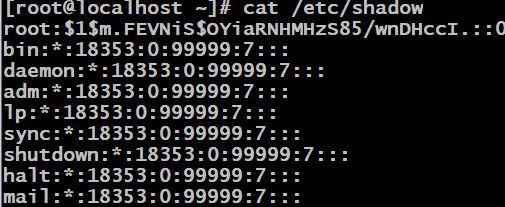 [root@localhost ~]# cat /etc/shadow
root:$1$m.FEVNiS$OYiaRNHMHzS85/wnDHccI.::0
bin:*:18353:0:99999:7:::
daemon:*:18353:0:99999:7:::
adm:*:18353:0:99999:7:::
lp:*:18353:0:99999:7:::
sync:*:18353:0:99999:7:::
shutdown:*:18353:0:99999:7:::
halt:*:18353:0:99999:7:::
mail:*:18353:0:99999:7:::